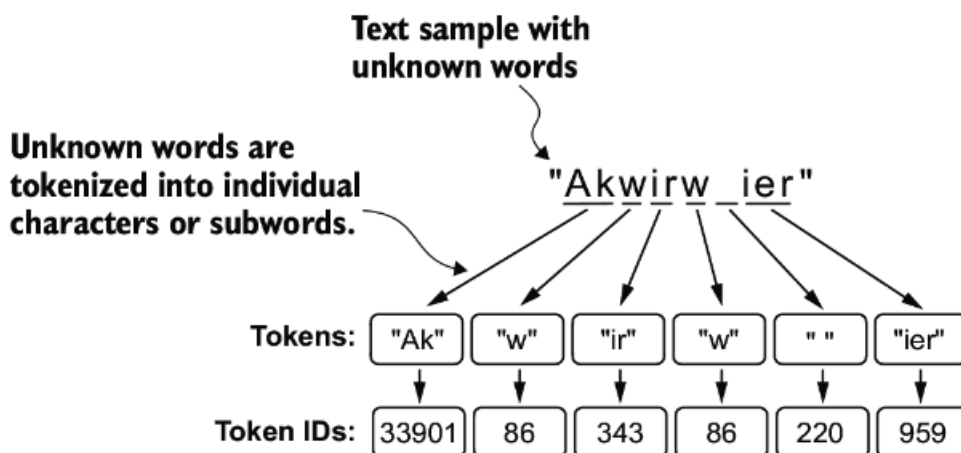 Text sample with
unknown words
Unknown words are
tokenized into individual
characters or subwords.
"Akwirw ier"
Tokens: "Ak" "w" "ir" "w" " " "ier"
Token IDs: 33901 86 343 86 220 959